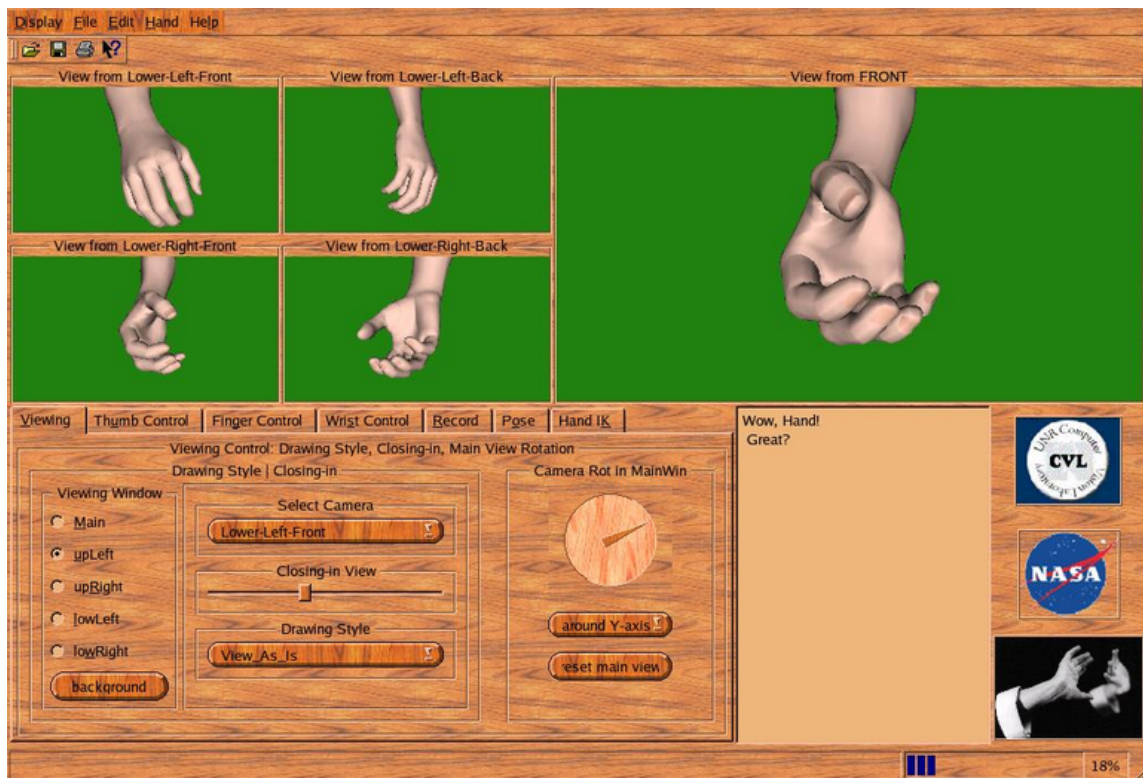 Display File Edit Hand Help
View from Lower-Left-Front
View from Lower-Left-Back
View from FRONT
View from Lower-Right-Front
View from Lower-Right-Back
Viewing Thumb Control Finger Control Wrist Control Record Pose Hand IK
Viewing Control: Drawing Style, Closing-in, Main View Rotation
Drawing Style | Closing-in
Viewing Window
Main
upLeft
upRight
lowLeft
lowRight
background
Select Camera
Lower-Left-Front
Closing-in View
Drawing Style
View_As_Is
Camera Rot in MainWin
around Y-axis
reset main view
Wow, Hand!
Great?
UNR Computer
CVL
Vision Laboratory
NASA
18%